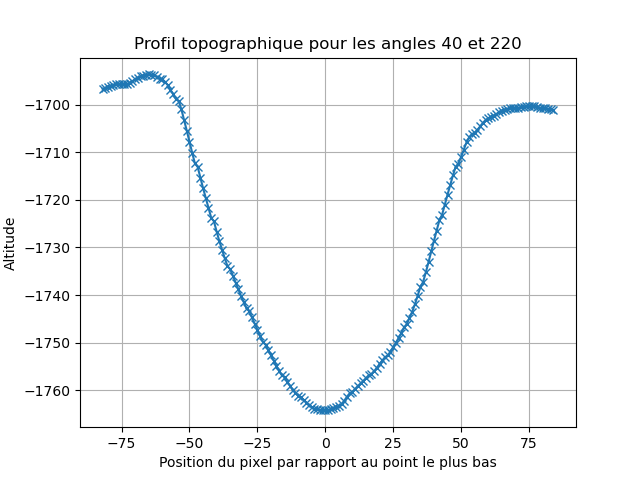 Profil topographique pour les angles 40 et 220
Altitude
−1700
−1710
−1720
−1730
−1740
−1750
−1760
−75 −50 −25 0 25 50 75
Position du pixel par rapport au point le plus bas